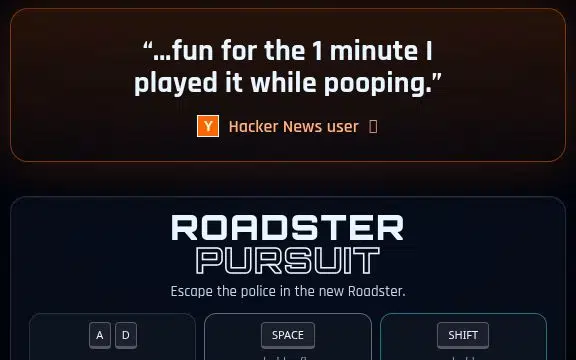 “...fun for the 1 minute I
played it while pooping.”
Y Hacker News user
ROADSTER
PURSUIT
Escape the police in the new Roadster.
A D SPACE SHIFT